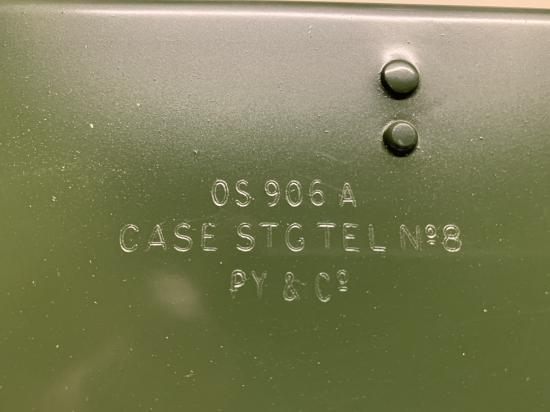 OS 906 A
CASE STG TEL Nº8
PY & Cº